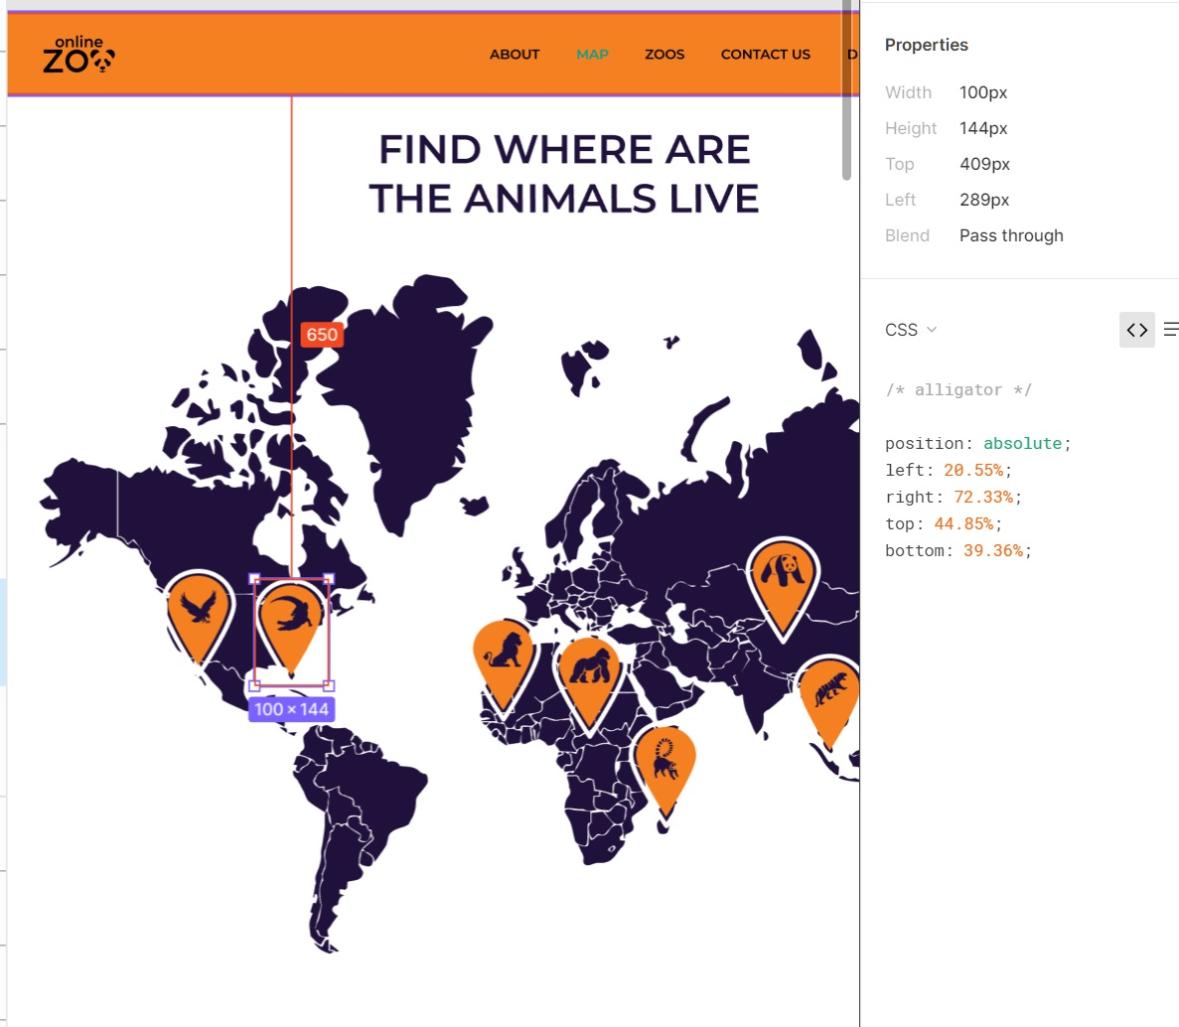 online
ZOO
ABOUT MAP ZOOS CONTACT US D
FIND WHERE ARE
THE ANIMALS LIVE
650
100 × 144
Properties
Width 100px
Height 144px
Top 409px
Left 289px
Blend Pass through
CSS
/* alligator */
position: absolute;
left: 20.55%;
right: 72.33%;
top: 44.85%;
bottom: 39.36%;